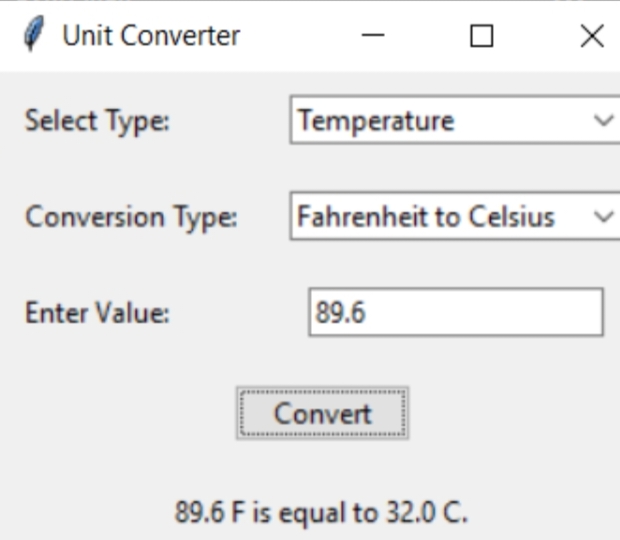 Unit Converter
Select Type: Temperature
Conversion Type: Fahrenheit to Celsius
Enter Value: 89.6
Convert
89.6 F is equal to 32.0 C.